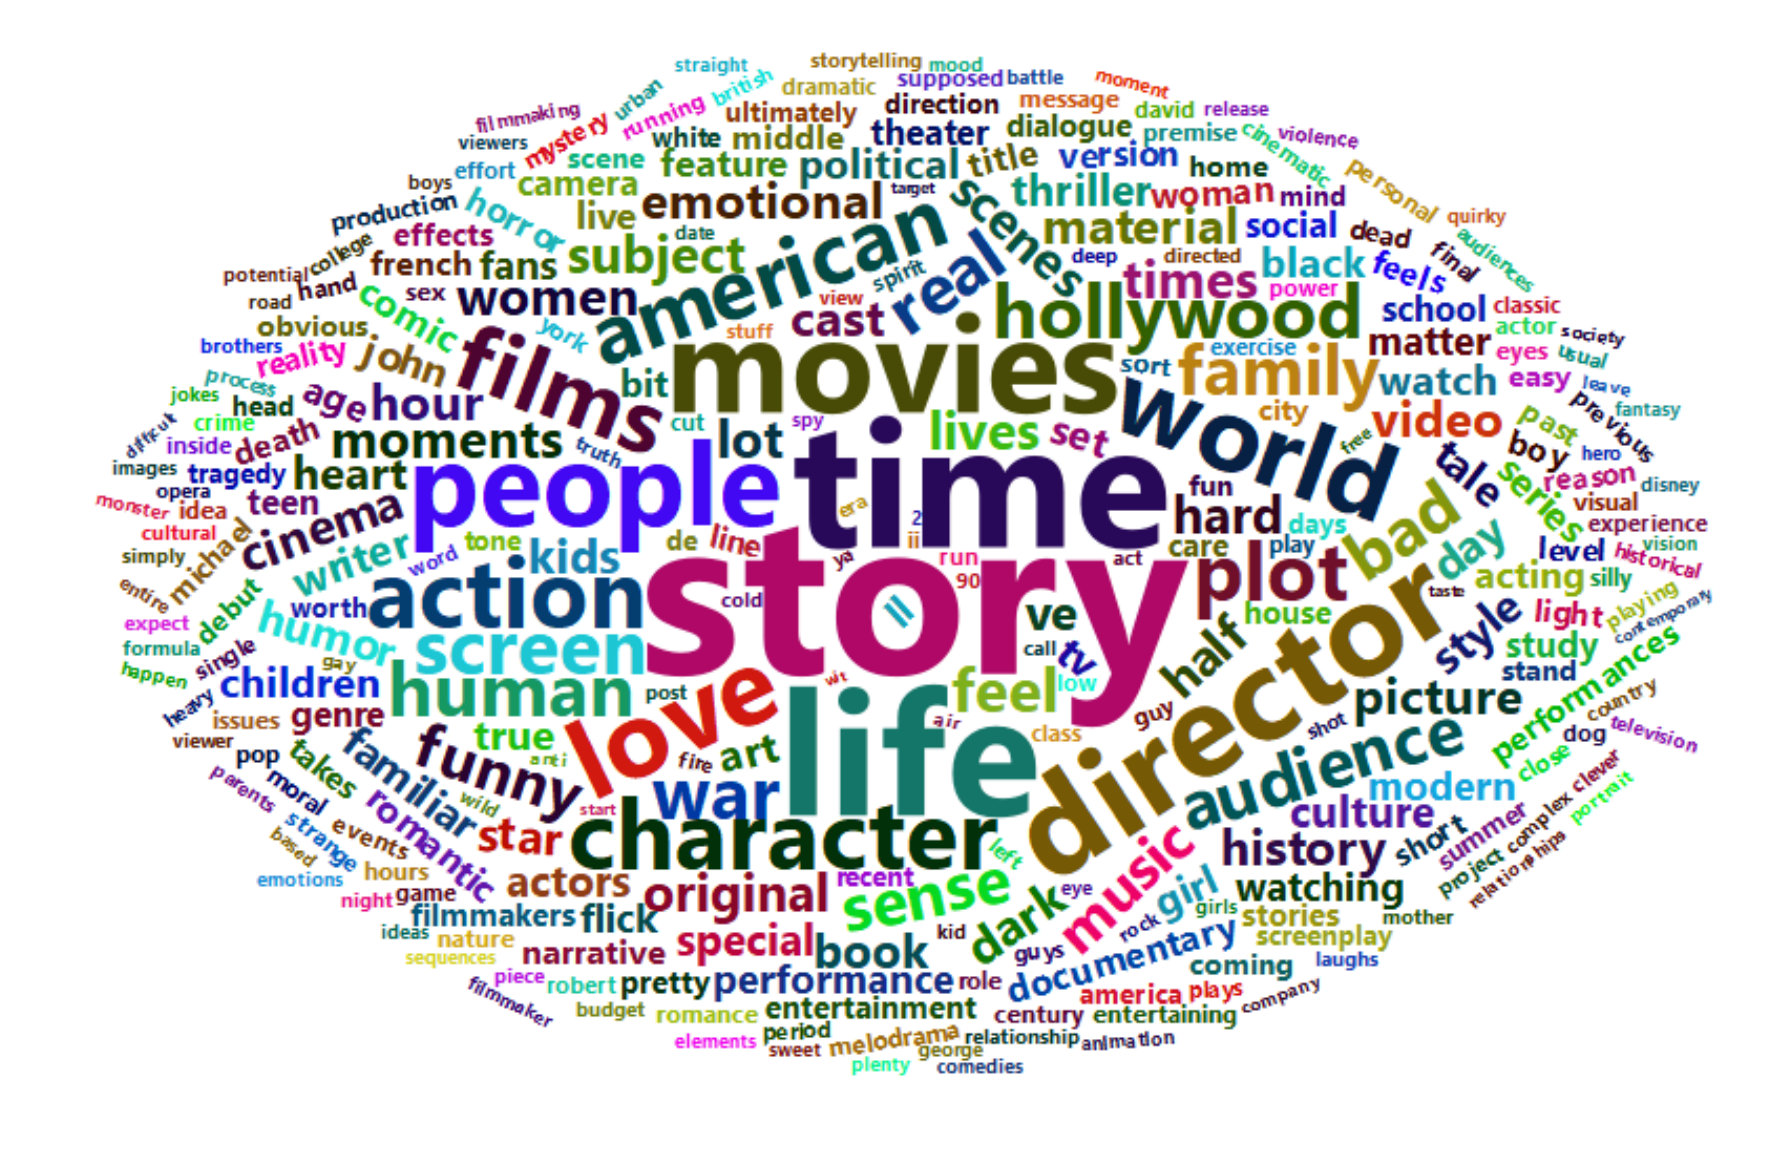 straight
storytelling
mood
filmmaking
urban
british
dramatic
supposed
battle
moment
viewers
mystery
running
ultimately
direction
message
david
release
effort
scene
white
middle
theater
dialogue
premise
cinematic
violence
boys
camera
feature
political
title
version
home
personal
production
horror
live
emotional
target
scenes
thriller
woman
mind
quirky
college
effects
subject
date
american
real
material
social
dead
final
audiences
potential
hand
french
fans
spirit
deep
directed
black
feels
road
sex
women
view
times
power
school
classic
obvious
comic
york
stuff
cast
hollywood
actor
society
brothers
reality
john
films
movies
exercise
matter
eyes
usual
process
age
bit
sort
family
watch
easy
leave
jokes
head
hour
world
city
video
past
previous
fantasy
crime
cut
spy
lives
set
free
boy
difficult
inside
death
moments
truth
lot
tale
hero
images
tragedy
heart
people
time
fun
series
reason
disney
opera
teen
cinema
era
hard
days
bad
visual
monster
idea
michael
2
experience
cultural
writer
tone
kids
de
line
ii
care
play
day
level
vision
simply
word
ya
run
act
plot
historical
entire
debut
worth
action
story
90
acting
silly
taste
cold
ll
ve
house
style
light
playing
contemporary
expect
humor
screen
call
tv
half
study
formula
single
gay
stand
happen
heavy
children
human
post
love
wit
life
feel
low
guy
director
picture
performances
country
issues
genre
true
air
class
shot
audience
dog
television
viewer
pop
takes
familiar
funny
anti
fire
art
modern
close
clever
parents
moral
romantic
wild
start
war
culture
summer
complex
portrait
strange
events
star
character
left
music
history
short
based
hours
actors
original
recent
sense
eye
girl
watching
project
relationships
emotions
night
game
filmmakers
flick
dark
rock
girls
stories
mother
ideas
nature
narrative
special
book
kid
guys
documentary
screenplay
sequences
piece
robert
pretty
performance
role
coming
laughs
filmmaker
budget
romance
entertainment
america
plays
century
entertaining
company
elements
period
sweet
melodrama
george
relationship
animation
plenty
comedies